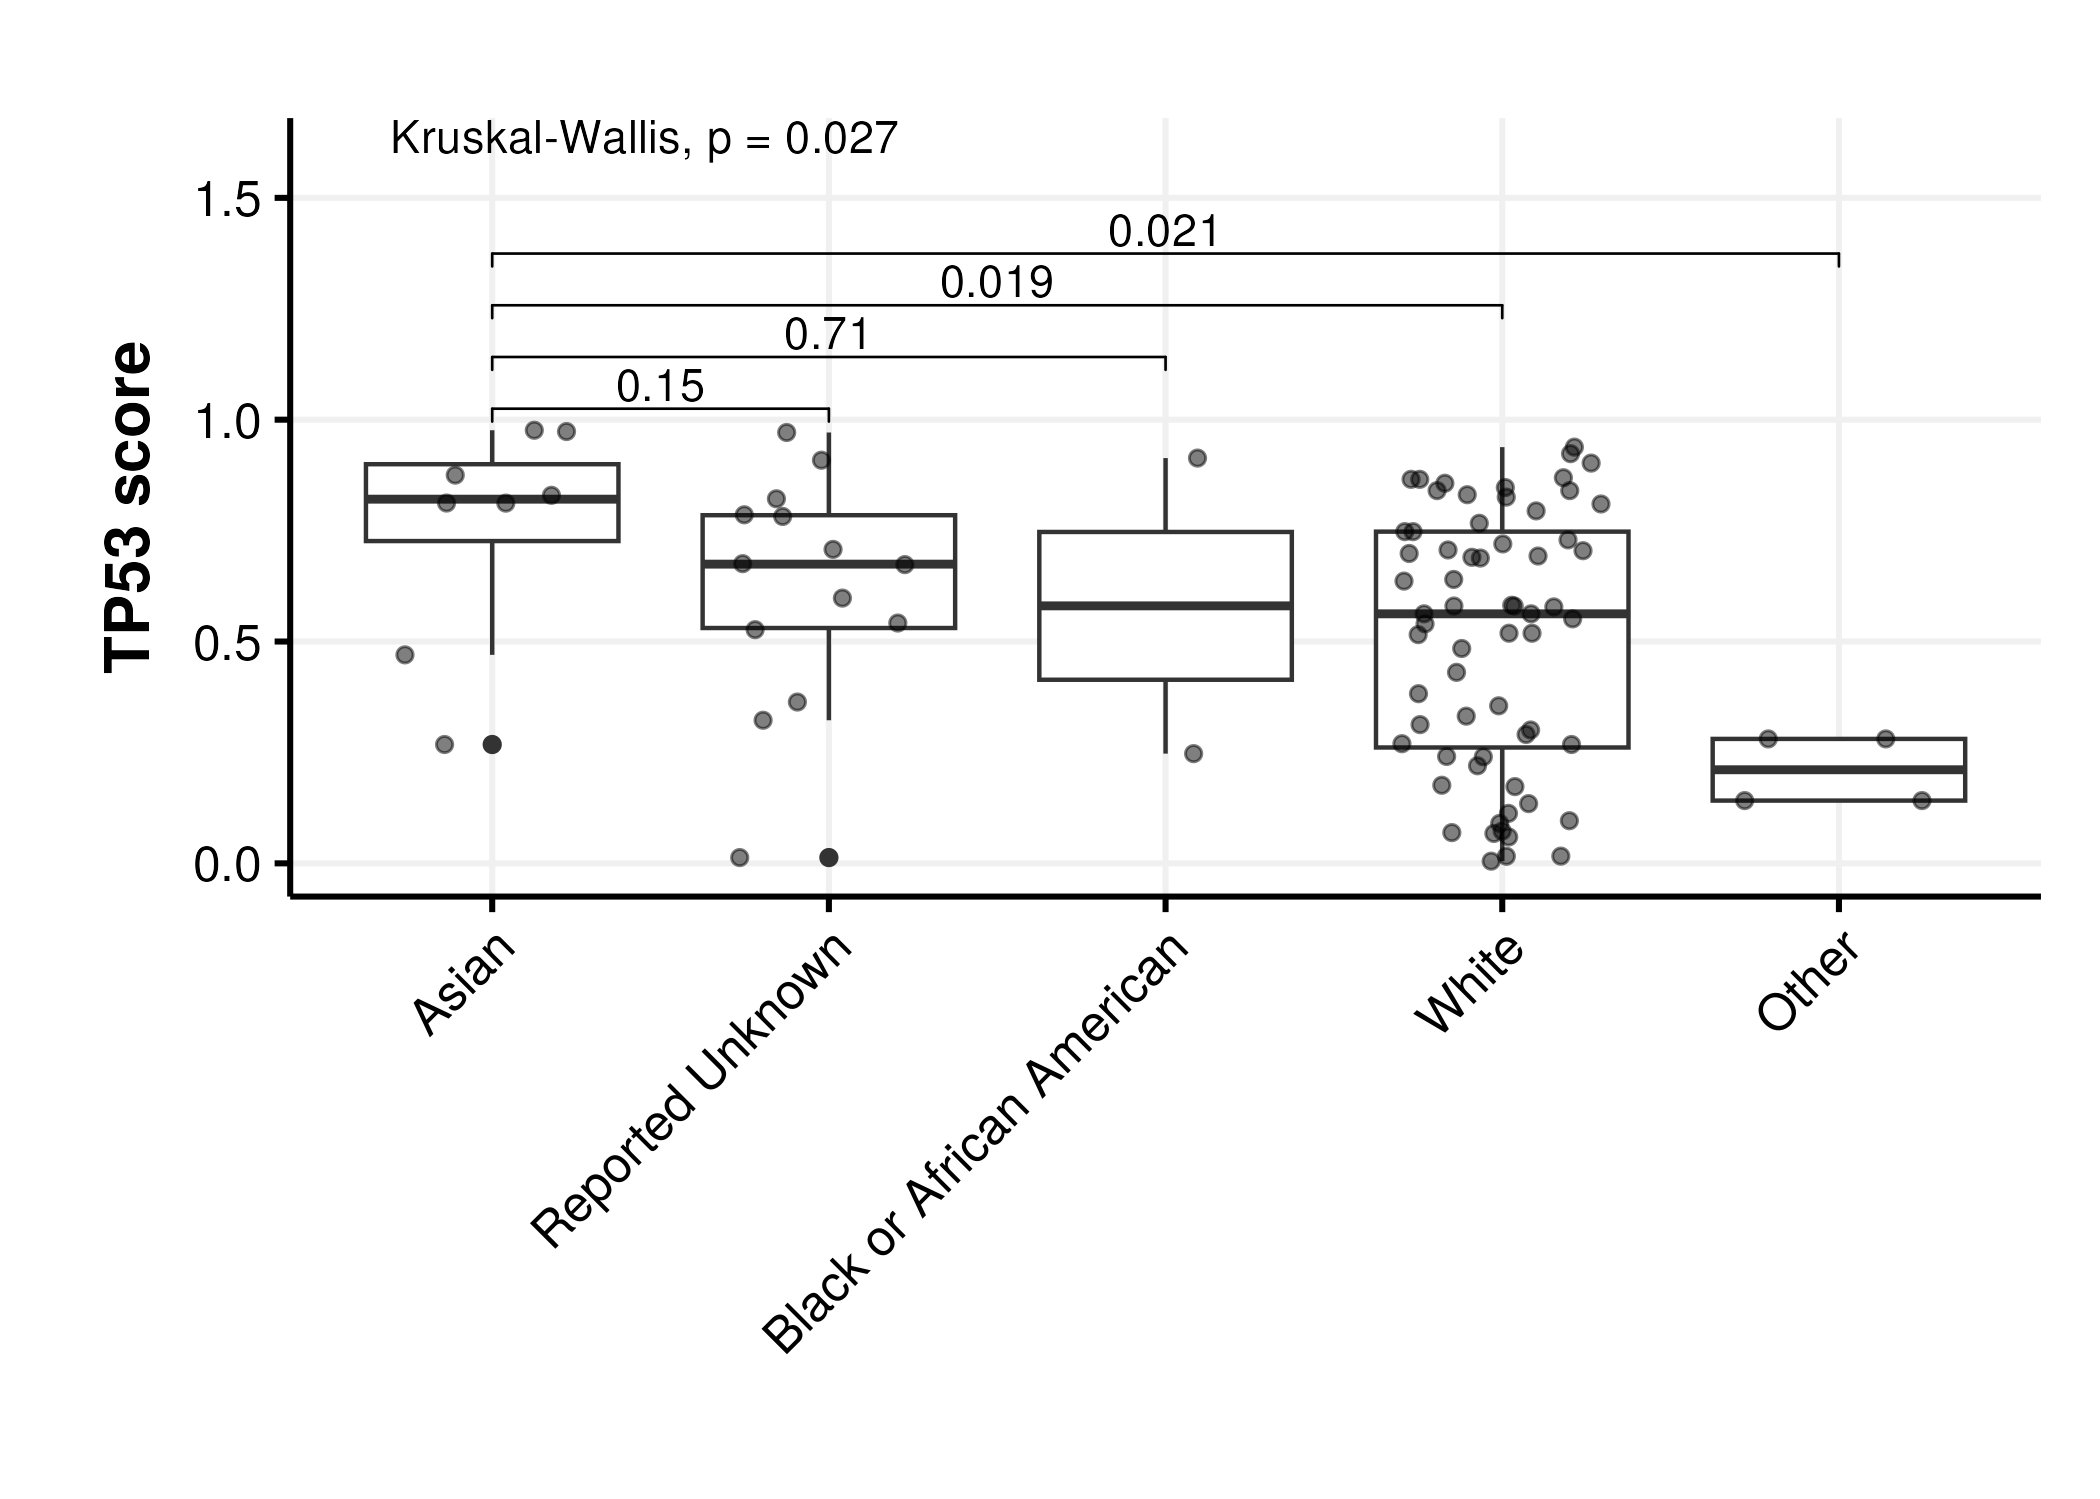 Kruskal-Wallis, p = 0.027
1.5
0.021
0.019
0.71
1.0
0.15
TP53 score
0.5
0.0
Asian
Reported Unknown
Black or African American
White
Other